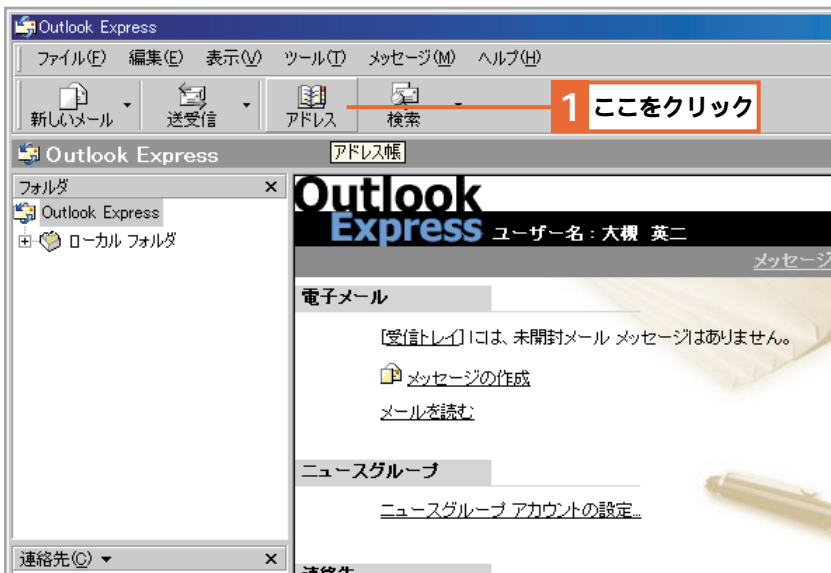 Outlook Express
ファイル(F) 編集(E) 表示(V) ツール(T) メッセージ(M) ヘルプ(H)
新しいメール 送受信 アドレス 検索
1 ここをクリック
Outlook Express
アドレス帳
フォルダ
Outlook Express
ローカル フォルダ
Outlook
Express ユーザー名 : 大槻 英二
メッセージ
電子メール
[受信トレイ] には、未開封メール メッセージはありません。
メッセージの作成
メールを読む
ニュースグループ
ニュースグループ アカウントの設定...
連絡先(C)
連絡先